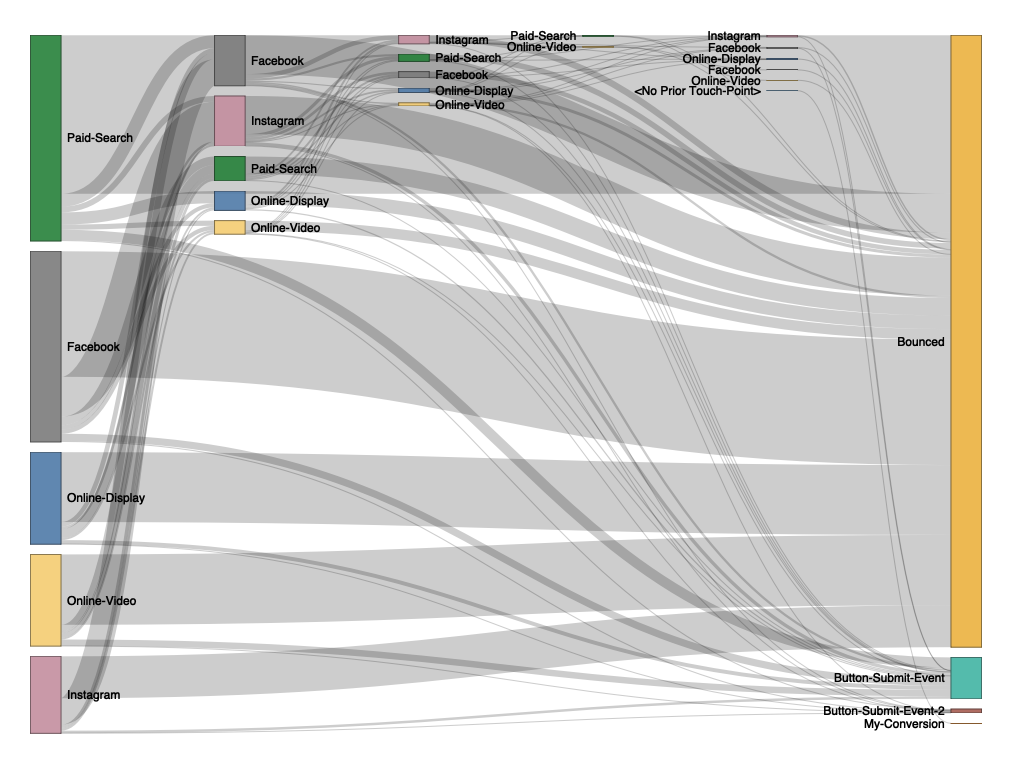 Paid-Search
Facebook
Online-Display
Online-Video
Instagram
Facebook
Instagram
Paid-Search
Online-Display
Online-Video
Instagram
Paid-Search
Facebook
Online-Display
Online-Video
Paid-Search
Online-Video
Instagram
Facebook
Online-Display
Facebook
Online-Video
<No Prior Touch-Point>
Bounced
Button-Submit-Event
Button-Submit-Event-2
My-Conversion